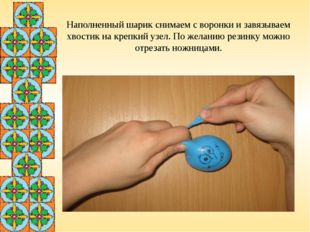 Наполненный шарик снимаем с воронки и завязываем
хвостик на крепкий узел. По желанию резинку можно
отрезать ножницами.